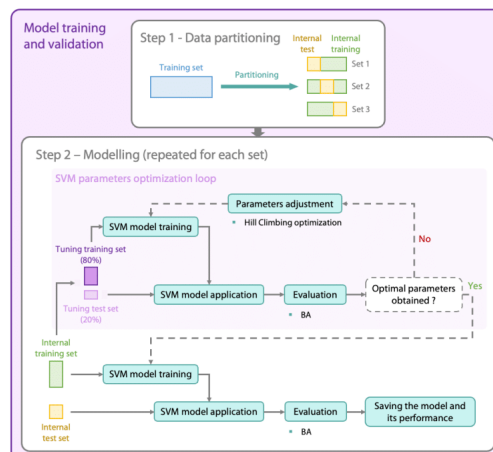 Model training
and validation
Step 1 - Data partitioning
Training set
Partitioning
Internal
test
Internal
training
Set 1
Set 2
Set 3
Step 2 – Modelling (repeated for each set)
SVM parameters optimization loop
Parameters adjustment
• Hill Climbing optimization
SVM model training
No
Tuning training set
(80%)
Tuning test set
(20%)
SVM model application
Evaluation
• BA
Optimal parameters
obtained ?
Yes
Internal
training set
SVM model training
Internal
test set
SVM model application
Evaluation
• BA
Saving the model and
its performance